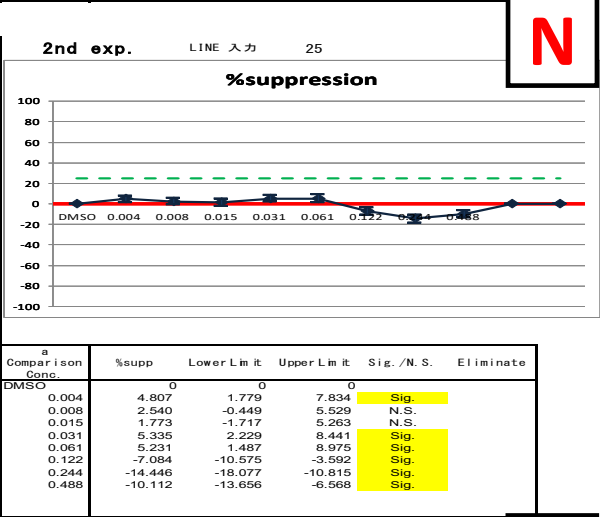 N
2nd exp. LINE 入力 25
%suppression
100
80
60
40
20
0
-20
-40
-60
-80
-100
DMSO 0.004 0.008 0.015 0.031 0.061 0.122 0.244 0.488
a
Comparison %supp LowerLimit UpperLimit Sig./N.S. Eliminate
Conc.
DMSO 0 0 0
0.004 4.807 1.779 7.834 Sig.
0.008 2.540 -0.449 5.529 N.S.
0.015 1.773 -1.717 5.263 N.S.
0.031 5.335 2.229 8.441 Sig.
0.061 5.231 1.487 8.975 Sig.
0.122 -7.084 -10.575 -3.592 Sig.
0.244 -14.446 -18.077 -10.815 Sig.
0.488 -10.112 -13.656 -6.568 Sig.